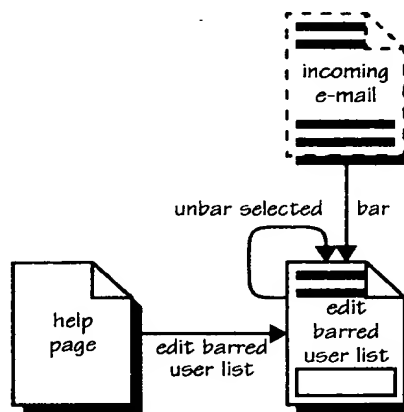 incoming
e-mail
unbar selected
bar
help
page
edit barred
user list
edit
barred
user list